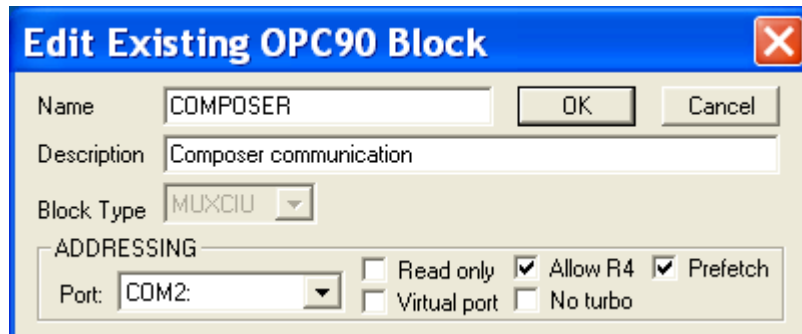 Edit Existing OPC90 Block
Name COMPOSER OK Cancel
Description Composer communication
Block Type MUXCIU
ADDRESSING
Read only Allow R4 Prefetch
Port: COM2:
Virtual port No turbo